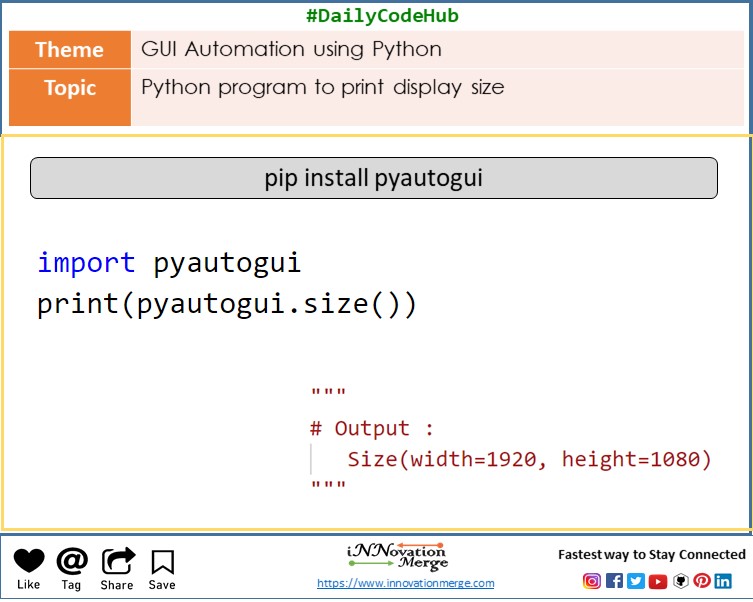 #DailyCodeHub
Theme
GUI Automation using Python
Topic
Python program to print display size
pip install pyautogui
import pyautogui
print(pyautogui.size())
"""
# Output :
Size(width=1920, height=1080)
"""
Like
Tag
Share
Save
iNNovation
Merge
https://www.innovationmerge.com
Fastest way to Stay Connected